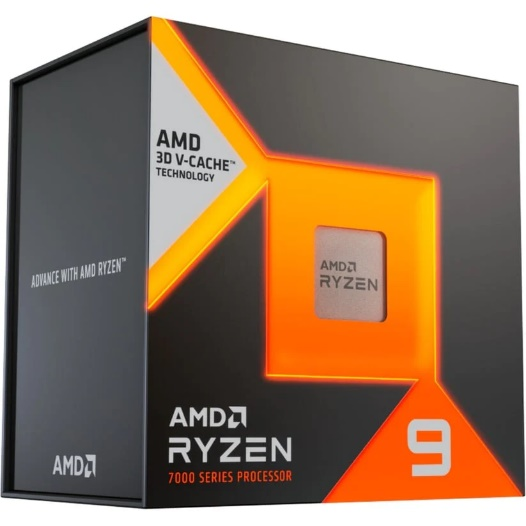 AMD
3D V-CACHE™
TECHNOLOGY
ADVANCE WITH AMD RYZEN™
AMD
RYZEN
AMD
RYZEN
7000 SERIES PROCESSOR
9
AMD